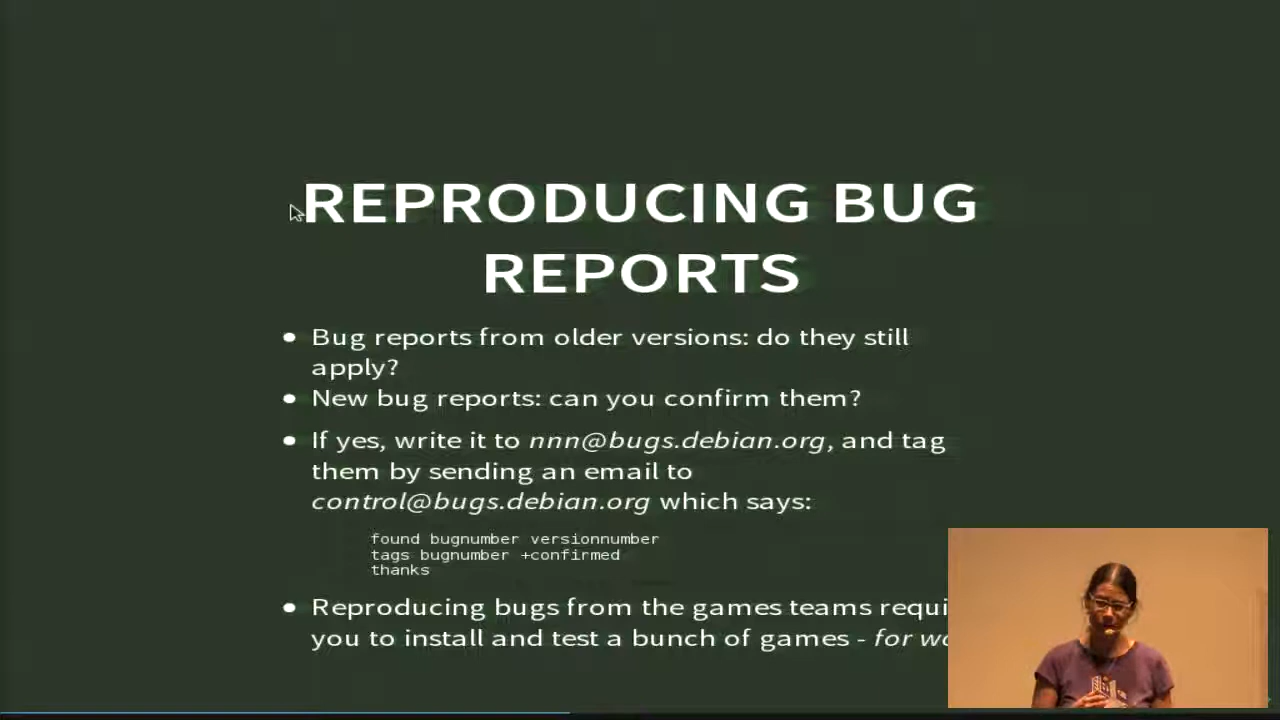 REPRODUCING BUG
REPORTS
• Bug reports from older versions: do they still
apply?
• New bug reports: can you confirm them?
• If yes, write it to nnn@bugs.debian.org, and tag
them by sending an email to
control@bugs.debian.org which says:
found bugnumber versionnumber
tags bugnumber +confirmed
thanks
• Reproducing bugs from the games teams
you to install and test a bunch of games - for